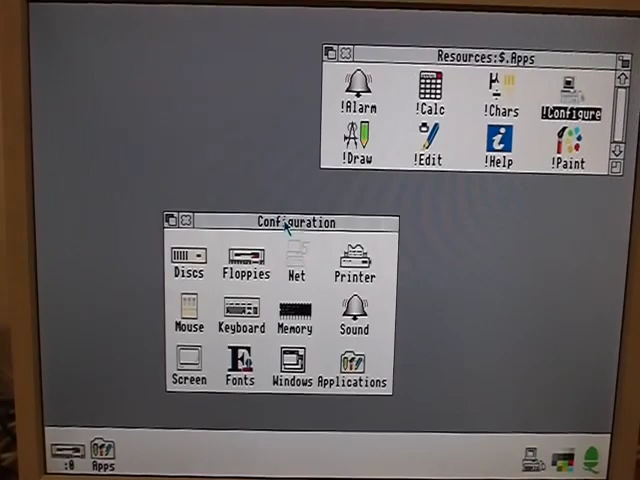 Resources:$.Apps
!Alarm !Calc !Chars !Configure
!Draw !Edit !Help !Paint
Configuration
Discs Floppies Net Printer
Mouse Keyboard Memory Sound
Screen Fonts Windows Applications
:0 Apps